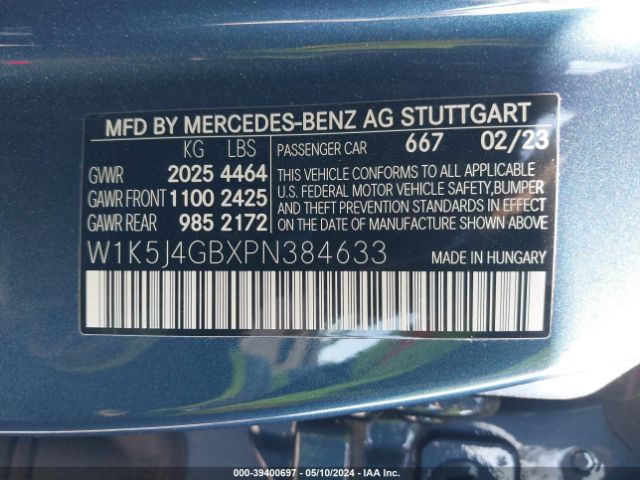 MFD BY MERCEDES-BENZ AG STUTTGART
KG LBS PASSENGER CAR 667 02/23
GVWR 2025 4464 THIS VEHICLE CONFORMS TO ALL APPLICABLE
GAWR FRONT 1100 2425 U.S. FEDERAL MOTOR VEHICLE SAFETY,BUMPER
GAWR REAR 985 2172 AND THEFT PREVENTION STANDARDS IN EFFECT
ON THE DATE OF MANUFACTURE SHOWN ABOVE.
W1K5J4GBXPN384633 MADE IN HUNGARY
000-39400697 - 05/10/2024 - IAA Inc.